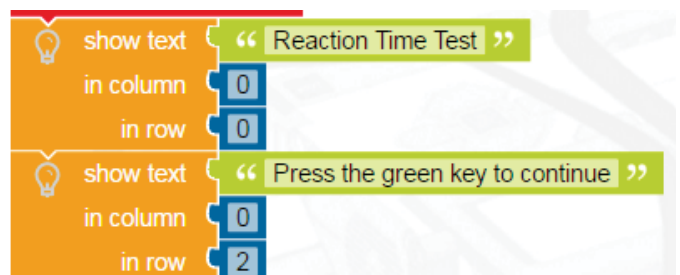 show text “ Reaction Time Test ”
in column 0
in row 0
show text “ Press the green key to continue ”
in column 0
in row 2